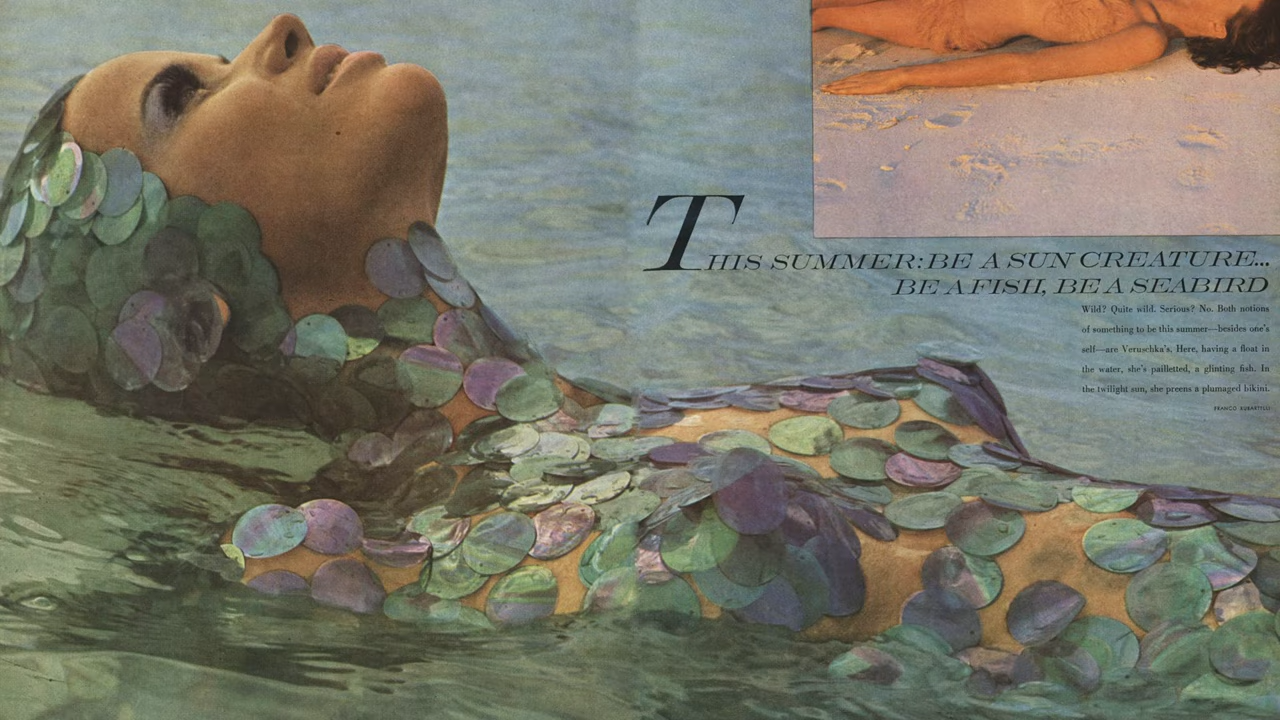 THIS SUMMER: BE A SUN CREATURE...
BE A FISH, BE A SEABIRD
Wild? Quite wild. Serious? No. Both notions
of something to be this summer—besides one's
self—are Veruschka's. Here, having a float in
the water, she's pailletted, a glinting fish. In
the twilight sun, she preens a plumaged bikini.
FRANCO RUBARTELLI